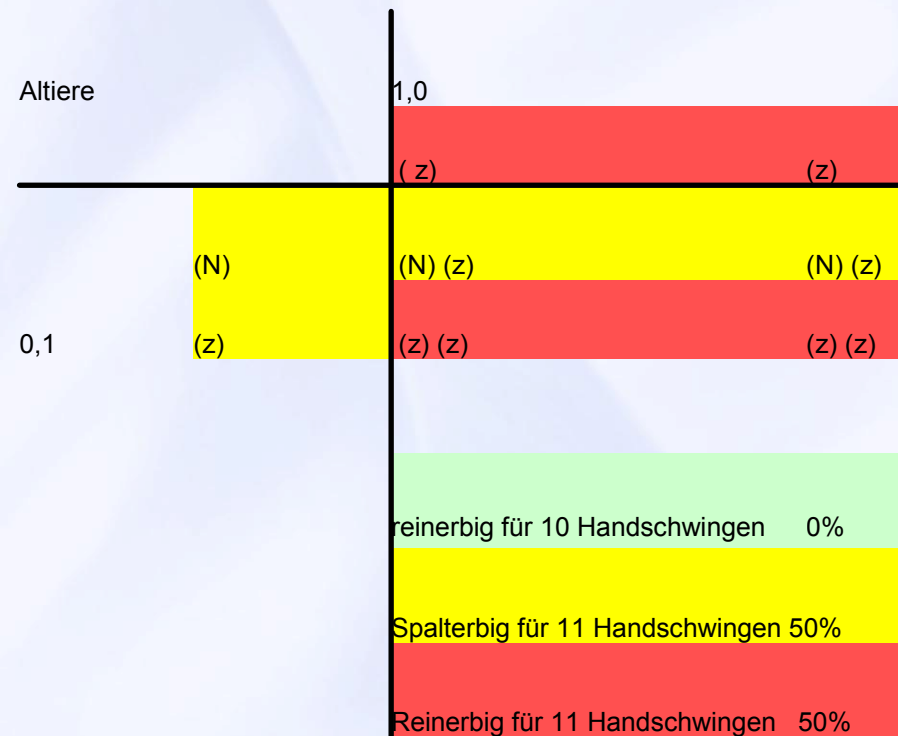 Altiere 1,0
( z) (z)
(N) (N) (z) (N) (z)
0,1 (z) (z) (z) (z) (z)
reinerbig für 10 Handschwingen 0%
Spalterbig für 11 Handschwingen 50%
Reinerbig für 11 Handschwingen 50%